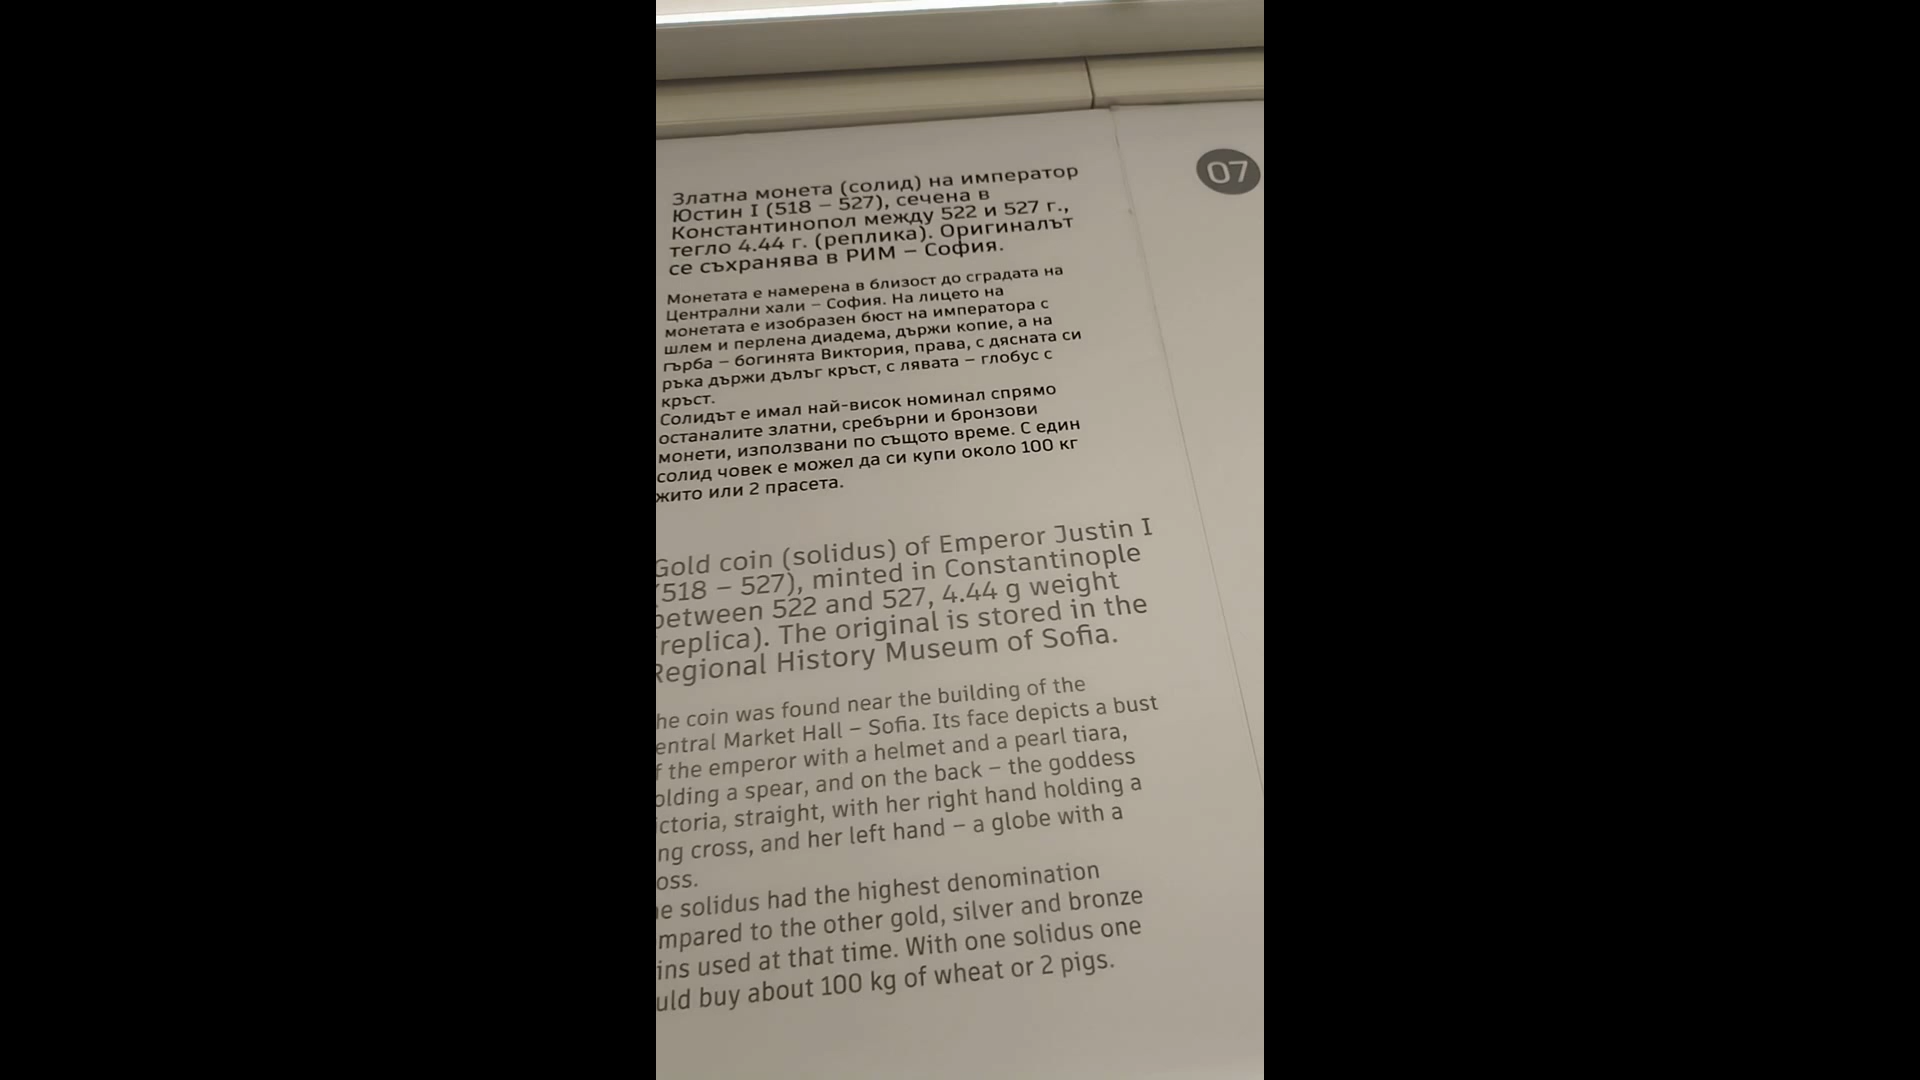 07
Златна монета (солид) на император
Юстин I (518 – 527), сечена в
Константинопол между 522 и 527 г.,
тегло 4.44 г. (реплика). Оригиналът
се съхранява в РИМ – София.
Монетата е намерена в близост до сградата на
Централни хали – София. На лицето на
монетата е изобразен бюст на императора с
шлем и перлена диадема, държи копие, а на
гърба – богинята Виктория, права, с дясната си
ръка държи дълъг кръст, с лявата – глобус с
кръст.
Солидът е имал най-висок номинал спрямо
останалите златни, сребърни и бронзови
монети, използвани по същото време. С един
солид човек е можел да си купи около 100 кг
жито или 2 прасета.
Gold coin (solidus) of Emperor Justin I
(518 – 527), minted in Constantinople
between 522 and 527, 4.44 g weight
(replica). The original is stored in the
Regional History Museum of Sofia.
he coin was found near the building of the
entral Market Hall – Sofia. Its face depicts a bust
f the emperor with a helmet and a pearl tiara,
olding a spear, and on the back – the goddess
ictoria, straight, with her right hand holding a
ng cross, and her left hand – a globe with a
oss.
e solidus had the highest denomination
mpared to the other gold, silver and bronze
ins used at that time. With one solidus one
uld buy about 100 kg of wheat or 2 pigs.